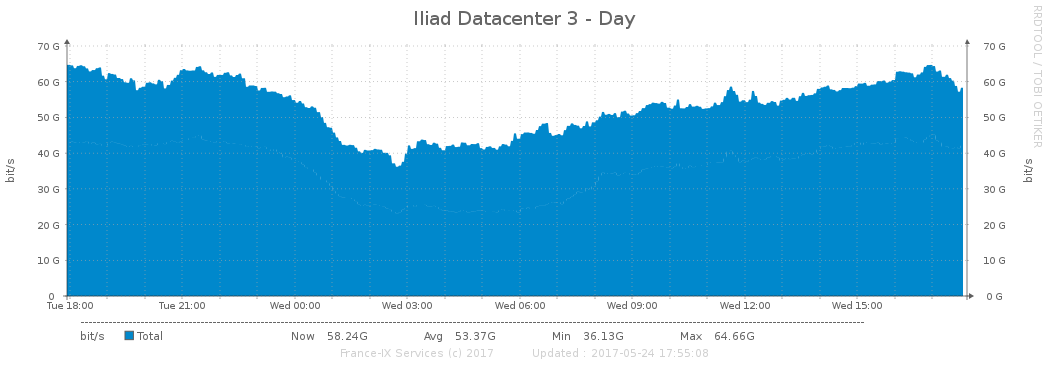 Iliad Datacenter 3 - Day
RRDTOOL / TOBI OETIKER
70 G 70 G
60 G 60 G
50 G 50 G
40 G 40 G
30 G 30 G
20 G 20 G
10 G 10 G
0 0 G
bit/s bit/s
Tue 18:00 Tue 21:00 Wed 00:00 Wed 03:00 Wed 06:00 Wed 09:00 Wed 12:00 Wed 15:00
bit/s Total Now 58.24G Avg 53.37G Min 36.13G Max 64.66G
France-IX Services (c) 2017 Updated : 2017-05-24 17:55:08